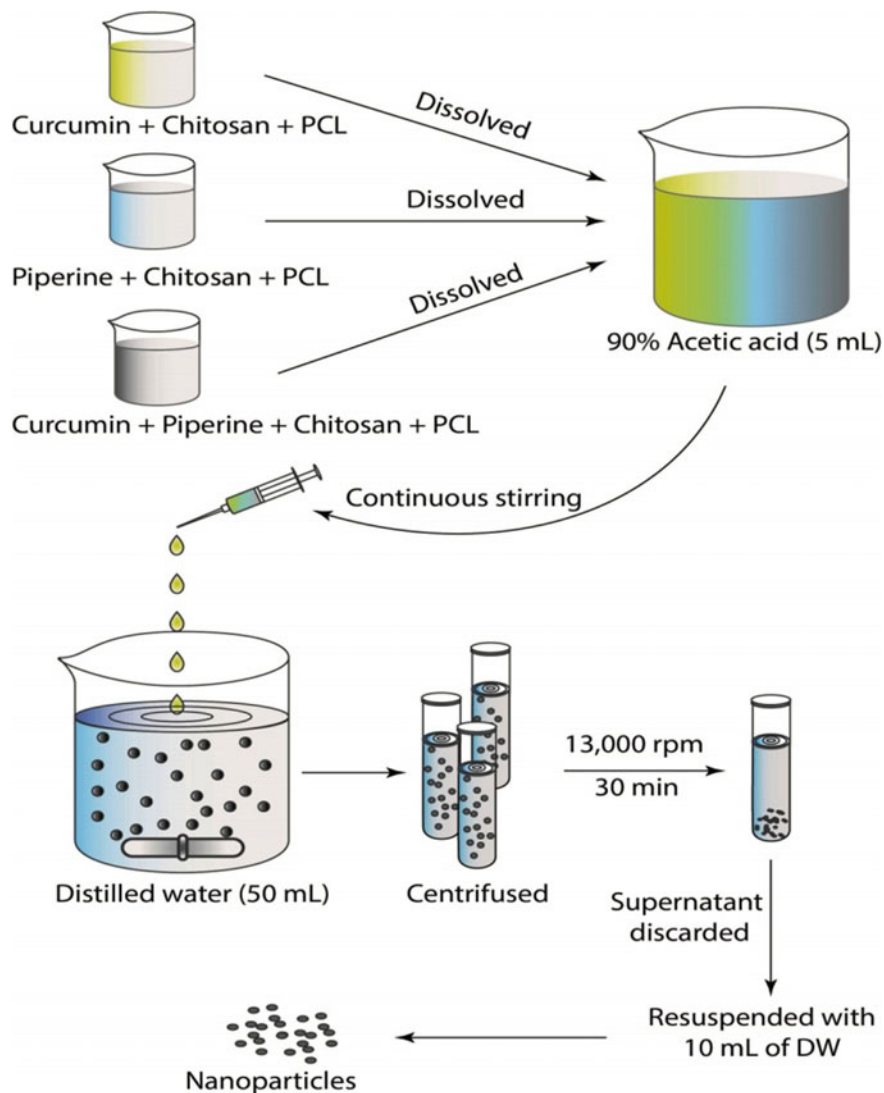 Curcumin + Chitosan + PCL
Dissolved
Piperine + Chitosan + PCL
Dissolved
Curcumin + Piperine + Chitosan + PCL
Dissolved
90% Acetic acid (5 mL)
Continuous stirring
Distilled water (50 mL)
Centrifused
13,000 rpm
30 min
Supernatant
discarded
Resuspended with
10 mL of DW
Nanoparticles